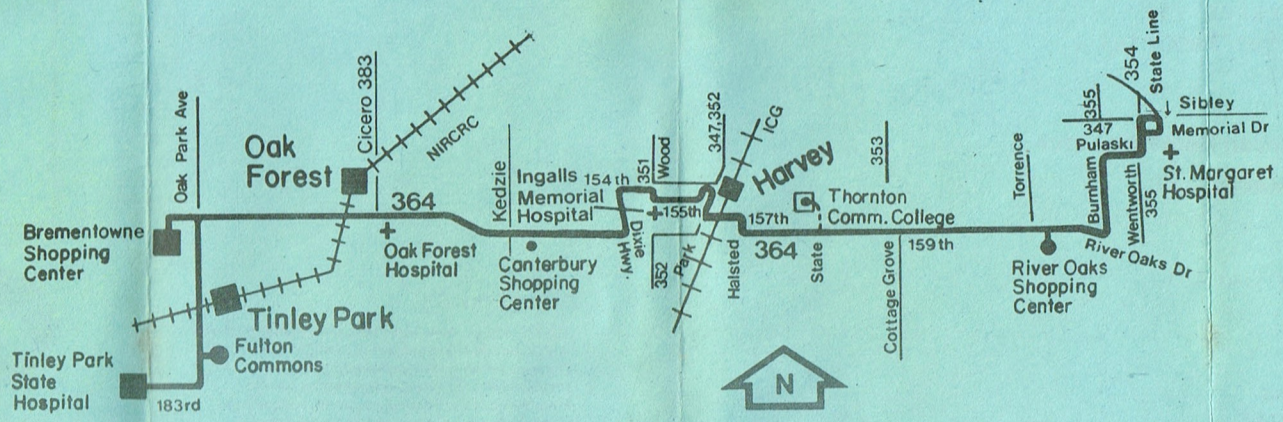 Oak Park Ave
Cicero 383
NIRCRC
Oak
Forest
364
Kedzie
Ingalls
Memorial
Hospital
154th
351
Wood
347,352
ICG
Harvey
155th
Dixie
Hwy.
352
Park
Halsted
157th
364
Thornton
Comm. College
State
353
Cottage Grove
159th
Torrence
355
347
Pulaski
354
State Line
Sibley
Memorial Dr
St. Margaret
Hospital
Burnham
Wentworth
355
River Oaks Dr
River Oaks
Shopping
Center
Brementowne
Shopping
Center
Oak Forest
Hospital
Canterbury
Shopping
Center
Tinley Park
Fulton
Commons
Tinley Park
State
Hospital
183rd
N